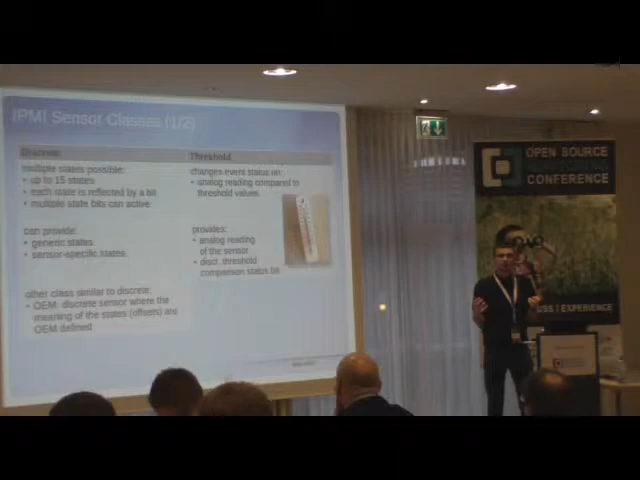 IPMI Sensor Classes (1/2)
Discrete
Threshold
multiple states possible:
• up to 15 states
• each state is reflected by a bit
• multiple state bits can active
changes event status on:
• analog reading compared to
threshold values
can provide:
• generic states
• sensor-specific states
provides:
• analog reading
of the sensor
• discr. threshold
comparison status bit
other class similar to discrete:
• OEM: discrete sensor where the
meaning of the states (offsets) are
OEM defined
OPEN SOURCE
CONFERENCE
USS | EXPERIENCE